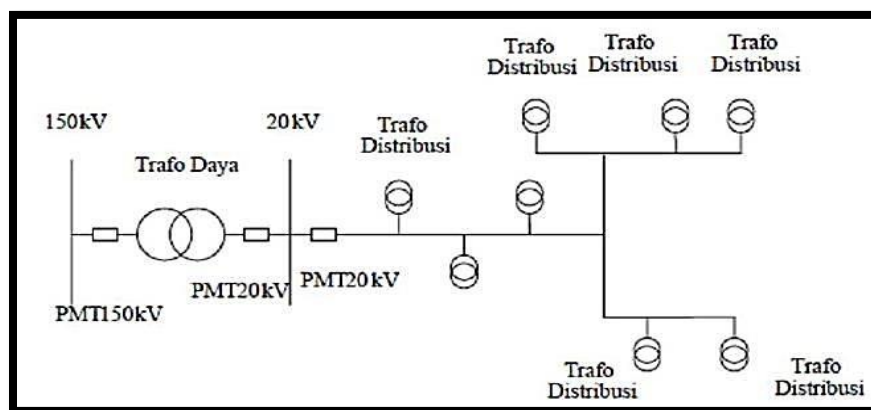 Trafo
Distribusi
Trafo
Distribusi
Trafo
Distribusi
150kV
20kV
Trafo
Distribusi
Trafo Daya
PMT150kV
PMT20kV
PMT20kV
Trafo
Distribusi
Trafo
Distribusi